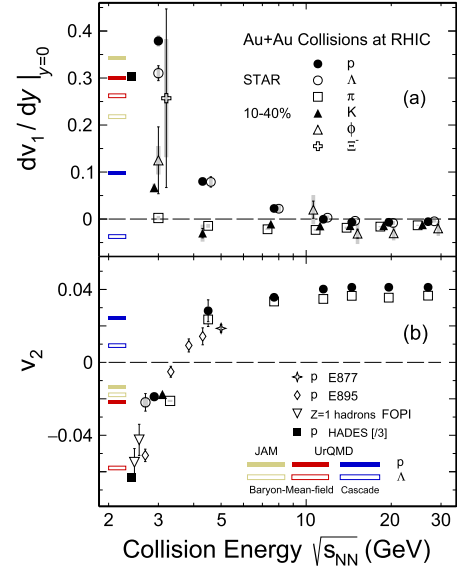 Au+Au Collisions at RHIC
p
STAR Λ
π
10-40% K
ϕ
Ξ⁻
(a)
dv₁ / dy |y=0
0.4
0.3
0.2
0.1
0
(b)
v₂
0.04
0
−0.04
p E877
p E895
Z=1 hadrons FOPI
p HADES [/3]
JAM UrQMD
p
Λ
Baryon-Mean-field Cascade
2 3 4 5 10 20 30
Collision Energy √sNN (GeV)